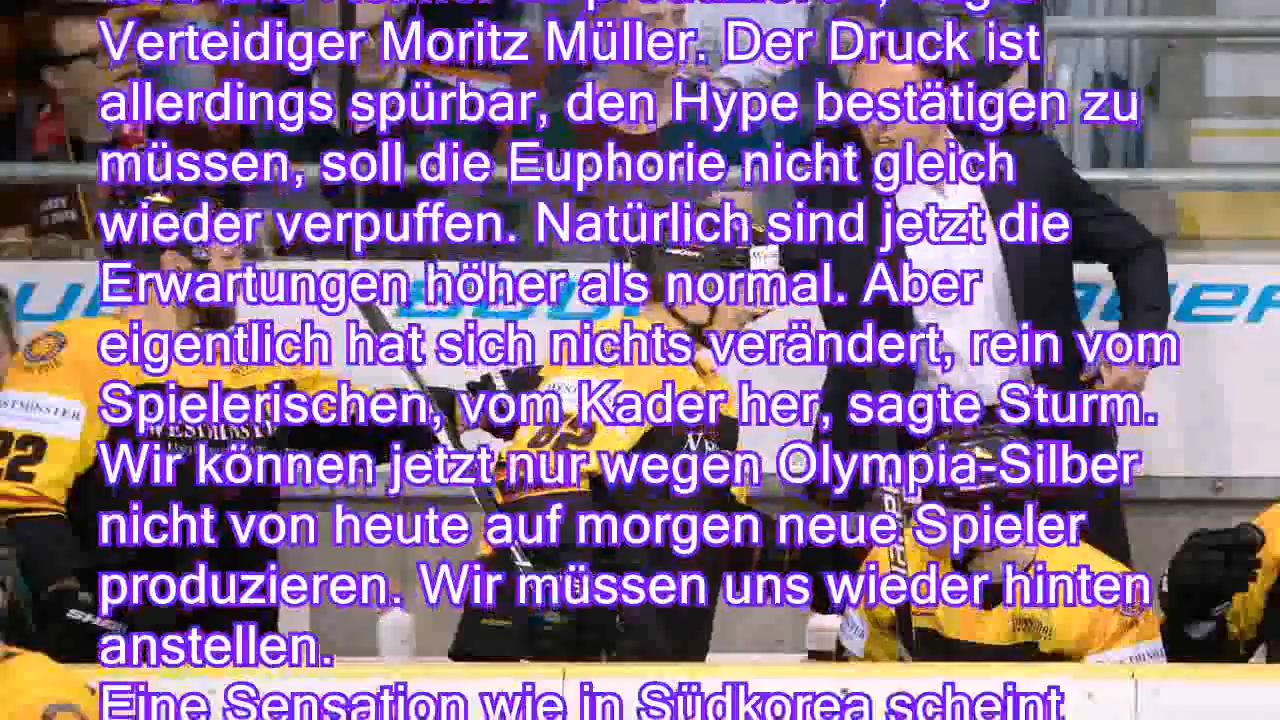 Verteidiger Moritz Müller. Der Druck ist
allerdings spürbar, den Hype bestätigen zu
müssen, soll die Euphorie nicht gleich
wieder verpuffen. Natürlich sind jetzt die
Erwartungen höher als normal. Aber
eigentlich hat sich nichts verändert, rein vom
Spielerischen, vom Kader her, sagte Sturm.
Wir können jetzt nur wegen Olympia-Silber
nicht von heute auf morgen neue Spieler
produzieren. Wir müssen uns wieder hinten
anstellen.
Eine Sensation wie in Südkorea scheint
22